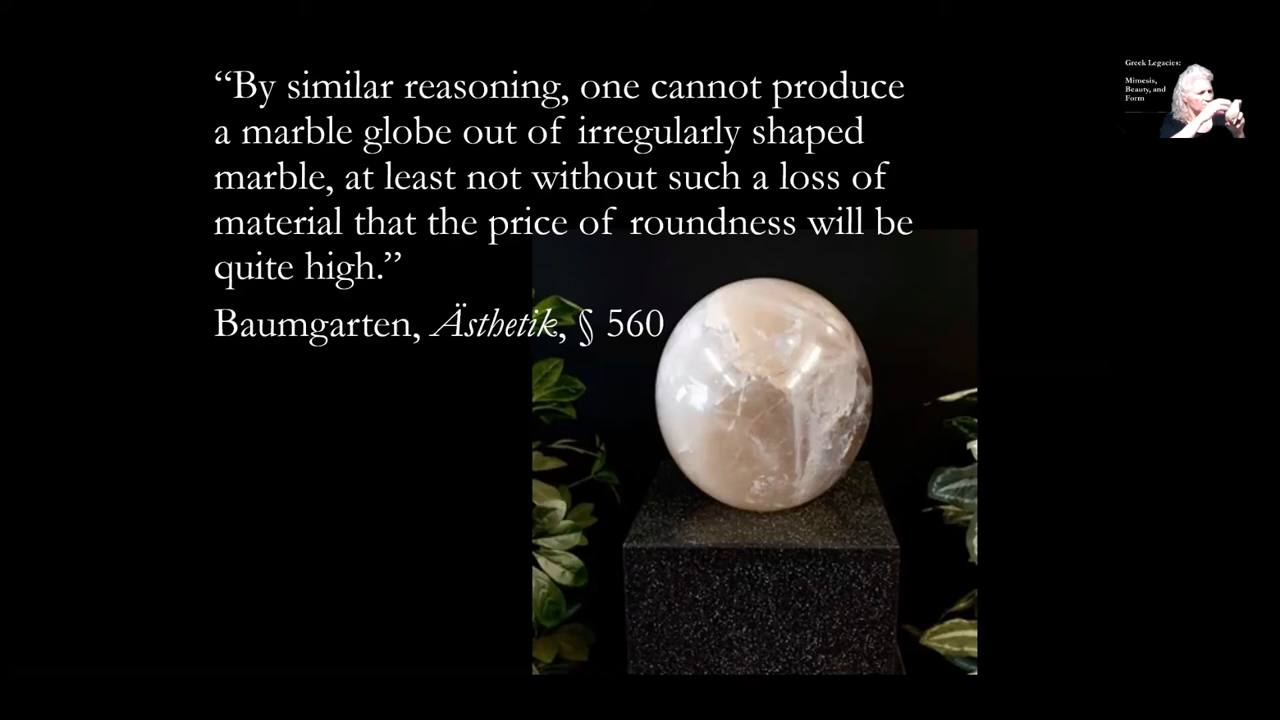 “By similar reasoning, one cannot produce
a marble globe out of irregularly shaped
marble, at least not without such a loss of
material that the price of roundness will be
quite high.”
Baumgarten, Ästhetik, § 560
Greek Legacies:
Mimesis,
Beauty, and
Form